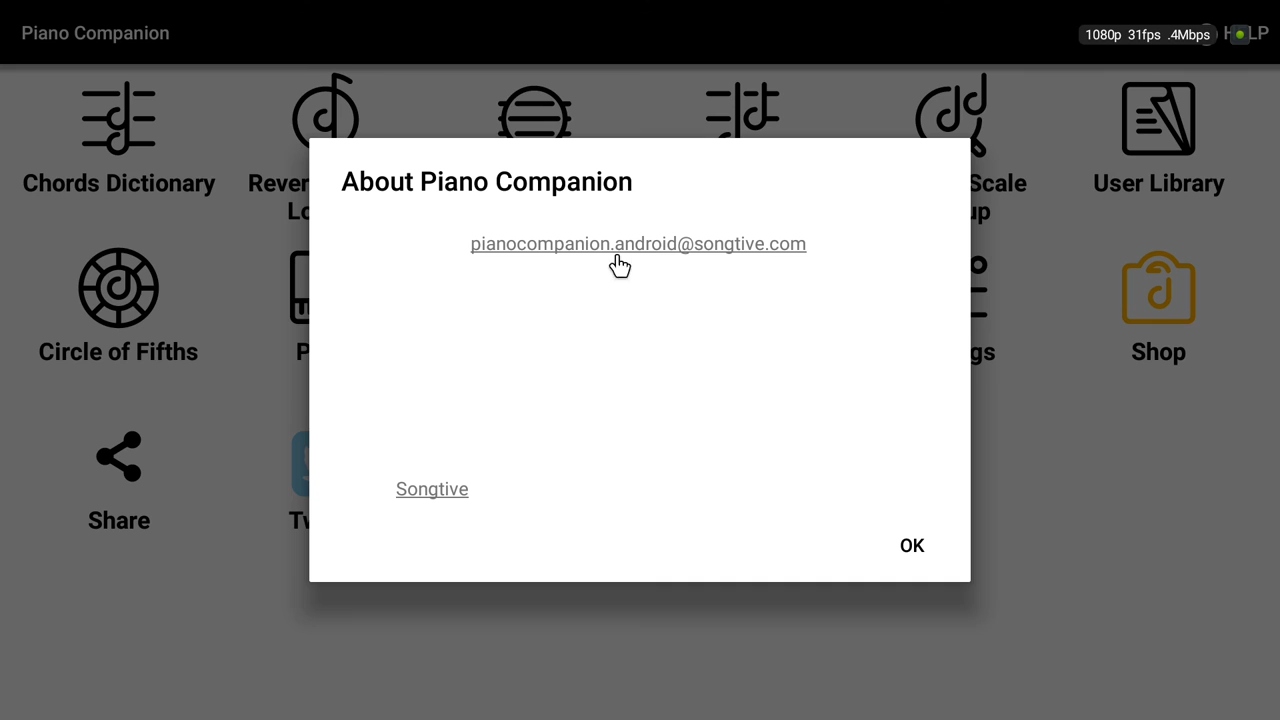 Piano Companion
1080p 31fps .4Mbps
Chords Dictionary
User Library
About Piano Companion
pianocompanion.android@songtive.com
Circle of Fifths
Shop
Songtive
Share
OK